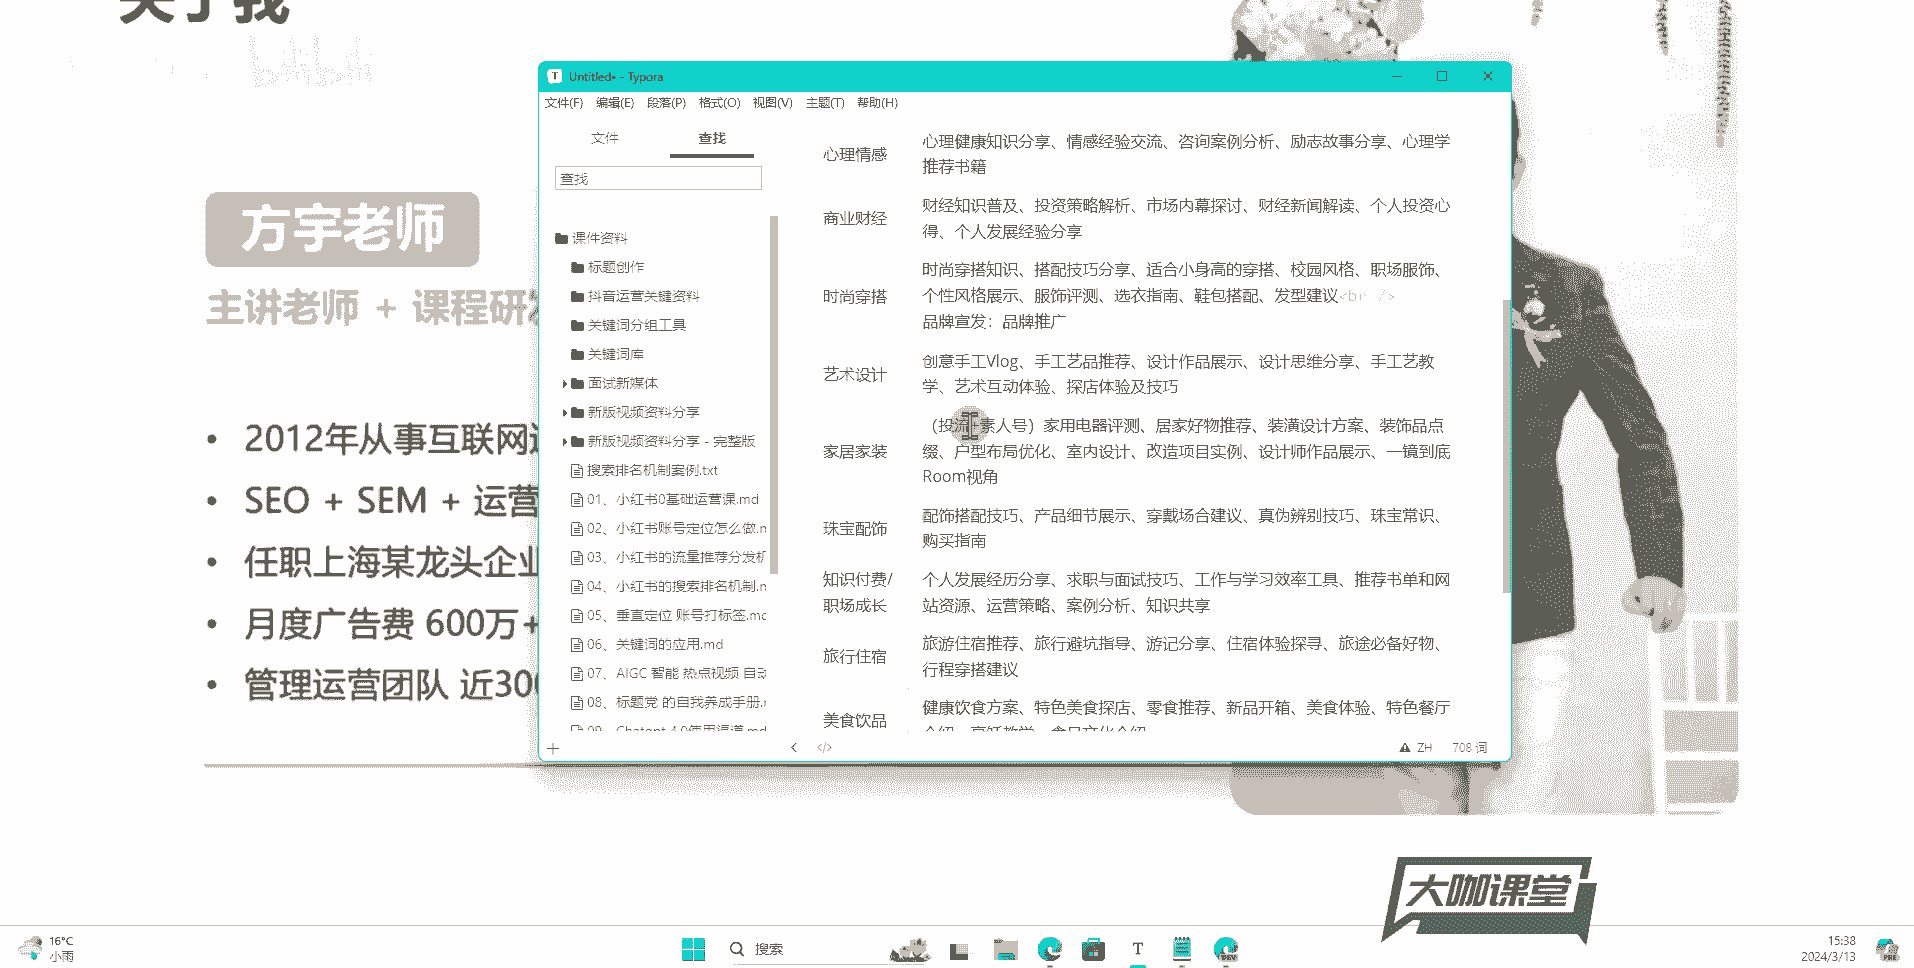 关于我
bilibili
方宇老师
主讲老师 + 课程研发
• 2012年从事互联网
• SEO + SEM + 运营
• 任职上海某龙头企业
• 月度广告费 600万+
• 管理运营团队 近300
Untitled• - Typora
文件(F) 编辑(E) 段落(P) 格式(O) 视图(V) 主题(T) 帮助(H)
文件 查找
查找
课件资料
标题创作
抖音运营关键资料
关键词分组工具
关键词库
面试新媒体
新版视频资料分享
新版视频资料分享 - 完整版
搜索排名机制案例.txt
01、小红书0基础运营课.md
02、小红书账号定位怎么做.m
03、小红书的流量推荐分发机
04、小红书的搜索排名机制.m
05、垂直定位 账号打标签.mc
06、关键词的应用.md
07、AIGC 智能 热点视频 自动
08、标题党 的自我养成手册.r
09、Chatgpt 4.0使用渠道.md
心理情感
心理健康知识分享、情感经验交流、咨询案例分析、励志故事分享、心理学
推荐书籍
商业财经
财经知识普及、投资策略解析、市场内幕探讨、财经新闻解读、个人投资心
得、个人发展经验分享
时尚穿搭
时尚穿搭知识、搭配技巧分享、适合小身高的穿搭、校园风格、职场服饰、
个性风格展示、服饰评测、选衣指南、鞋包搭配、发型建议<br />
品牌宣发：品牌推广
艺术设计
创意手工Vlog、手工艺品推荐、设计作品展示、设计思维分享、手工艺教
学、艺术互动体验、探店体验及技巧
家居家装
（投流+素人号）家用电器评测、居家好物推荐、装潢设计方案、装饰品点
缀、户型布局优化、室内设计、改造项目实例、设计师作品展示、一镜到底
Room视角
珠宝配饰
配饰搭配技巧、产品细节展示、穿戴场合建议、真伪辨别技巧、珠宝常识、
购买指南
知识付费/
职场成长
个人发展经历分享、求职与面试技巧、工作与学习效率工具、推荐书单和网
站资源、运营策略、案例分析、知识共享
旅行住宿
旅游住宿推荐、旅行避坑指导、游记分享、住宿体验探寻、旅途必备好物、
行程穿搭建议
美食饮品
健康饮食方案、特色美食探店、零食推荐、新品开箱、美食体验、特色餐厅
介绍、烹饪教学、食品文化介绍
</> ZH 708 词
大咖课堂
16°C
小雨
搜索
DEV
15:38
2024/3/13
PRE